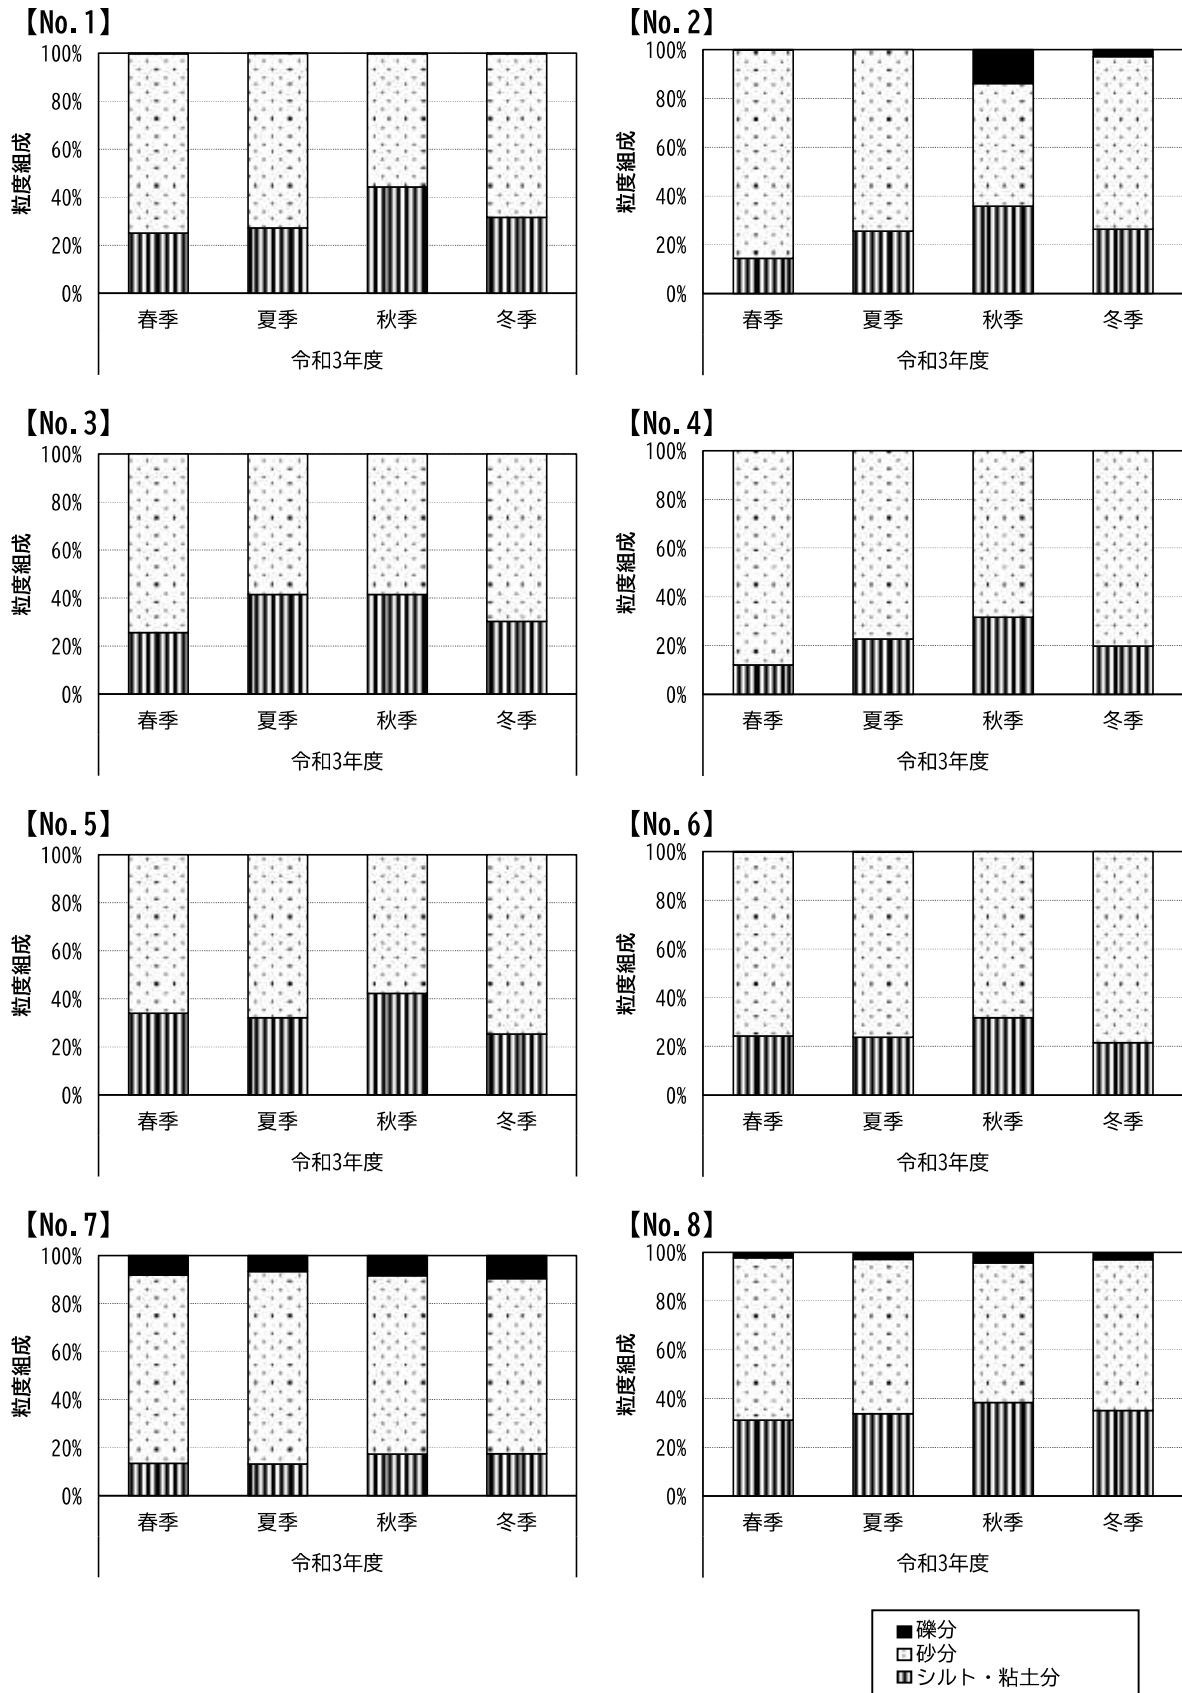 【No. 1】
100%
80%
60%
40%
20%
0%
粒度組成
春季 夏季 秋季 冬季
令和3年度
【No. 2】
100%
80%
60%
40%
20%
0%
粒度組成
春季 夏季 秋季 冬季
令和3年度
【No. 3】
100%
80%
60%
40%
20%
0%
粒度組成
春季 夏季 秋季 冬季
令和3年度
【No. 4】
100%
80%
60%
40%
20%
0%
粒度組成
春季 夏季 秋季 冬季
令和3年度
【No. 5】
100%
80%
60%
40%
20%
0%
粒度組成
春季 夏季 秋季 冬季
令和3年度
【No. 6】
100%
80%
60%
40%
20%
0%
粒度組成
春季 夏季 秋季 冬季
令和3年度
【No. 7】
100%
80%
60%
40%
20%
0%
粒度組成
春季 夏季 秋季 冬季
令和3年度
【No. 8】
100%
80%
60%
40%
20%
0%
粒度組成
春季 夏季 秋季 冬季
令和3年度
礫分
砂分
シルト・粘土分